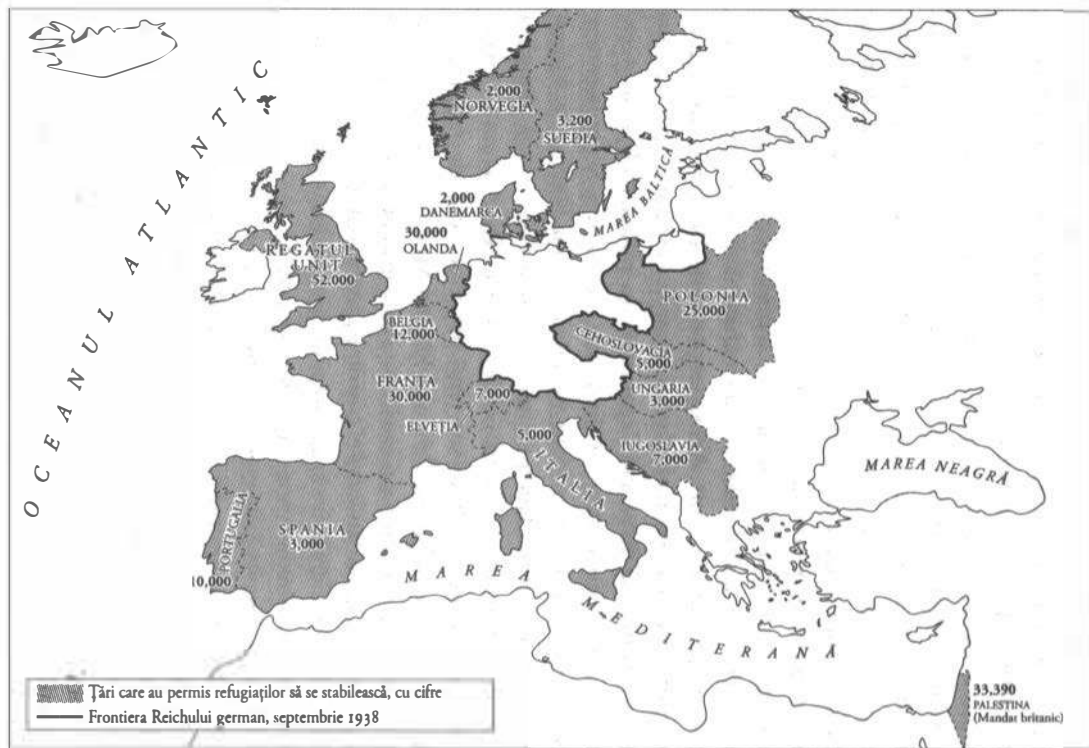 OCEANUL ATLANTIC
2,000
NORVEGIA
3,200
SUEDIA
MAREA BALTICĂ
2,000
DANEMARCA
30,000
OLANDA
REGATUL
UNIT
52,000
POLONIA
25,000
BELGIA
12,000
CEHOSLOVACIA
5,000
FRANȚA
30,000
7,000
ELVEȚIA
UNGARIA
3,000
5,000
ITALIA
IUGOSLAVIA
7,000
MAREA NEAGRĂ
PORTUGALIA
10,000
SPANIA
3,000
MAREA MEDITERANĂ
Țări care au permis refugiaților să se stabilească, cu cifre
Frontiera Reichului german, septembrie 1938
33,390
PALESTINA
(Mandat britanic)